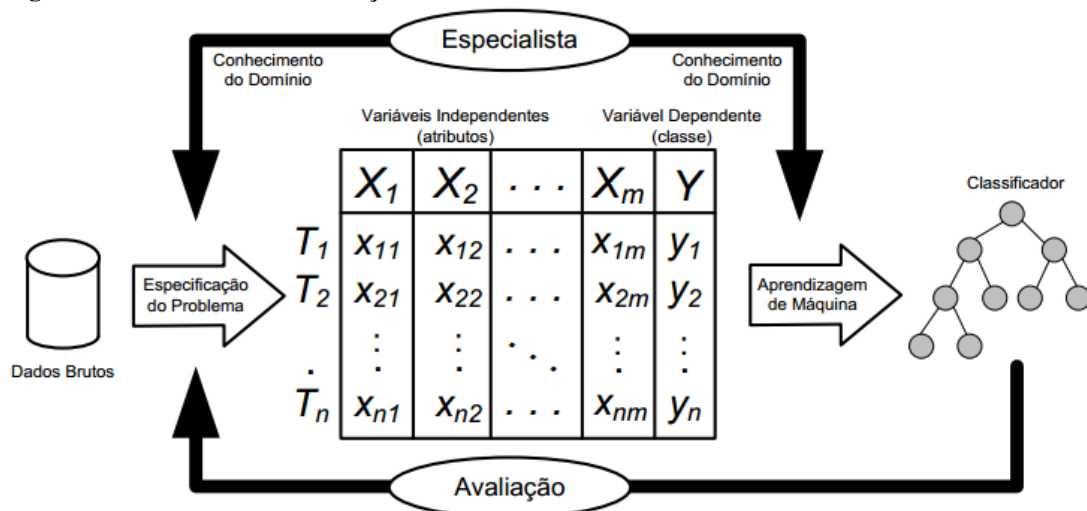 Especialista
Conhecimento
do Domínio
Conhecimento
do Domínio
Variáveis Independentes
(atributos)
Variável Dependente
(classe)
X1 X2 . . . Xm Y
T1 x11 x12 . . . x1m y1
T2 x21 x22 . . . x2m y2
. ⋮ ⋮ ⋱ ⋮ ⋮
Tn xn1 xn2 . . . xnm yn
Dados Brutos
Especificação
do Problema
Aprendizagem
de Máquina
Classificador
Avaliação